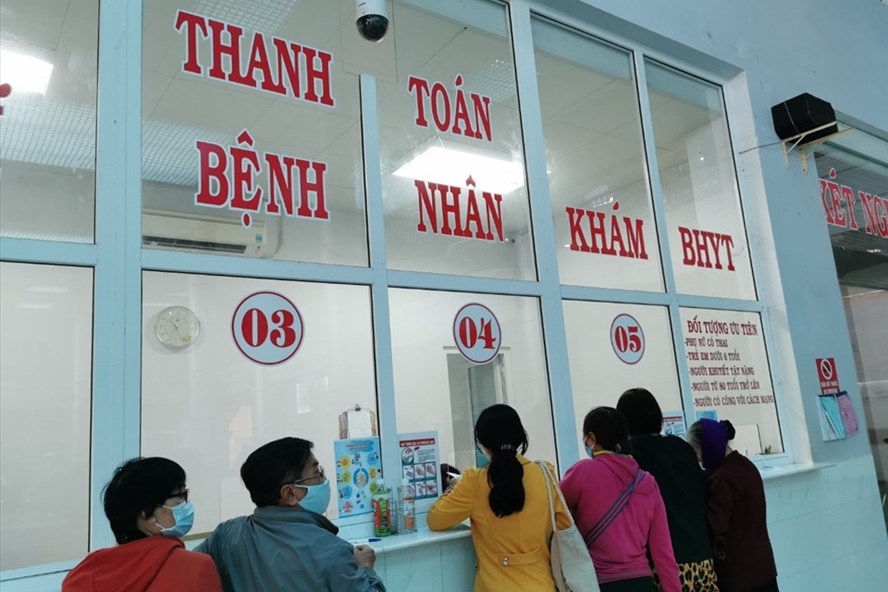 THANH TOÁN
BỆNH NHÂN KHÁM BHYT
KẾT NG
03
04
05
ĐỐI TƯỢNG ƯU TIÊN
-PHỤ NỮ CÓ THAI
-TRẺ EM DƯỚI 6 TUỔI
-NGƯỜI KHUYẾT TẬT NẶNG
-NGƯỜI TỪ 80 TUỔI TRỞ LÊN
-NGƯỜI CÓ CÔNG VỚI CÁCH MẠNG